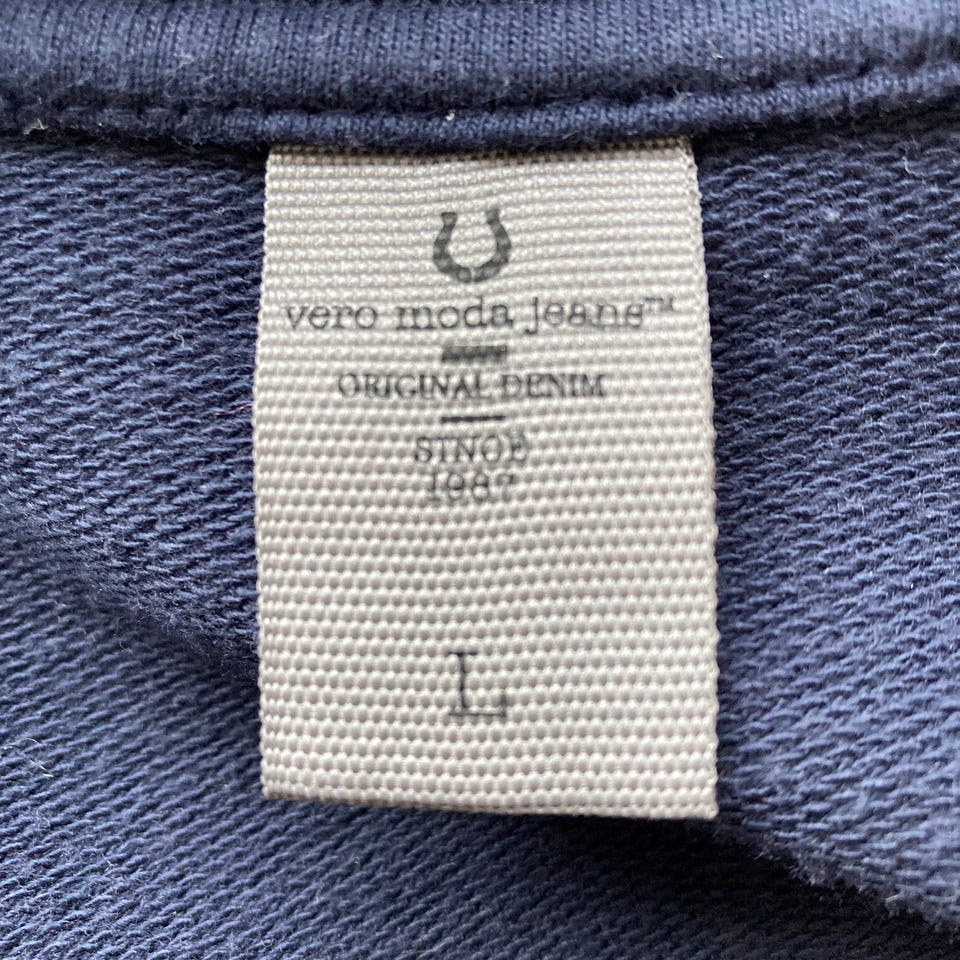 vero moda jeans™
ORIGINAL DENIM
SINCE
1987
L